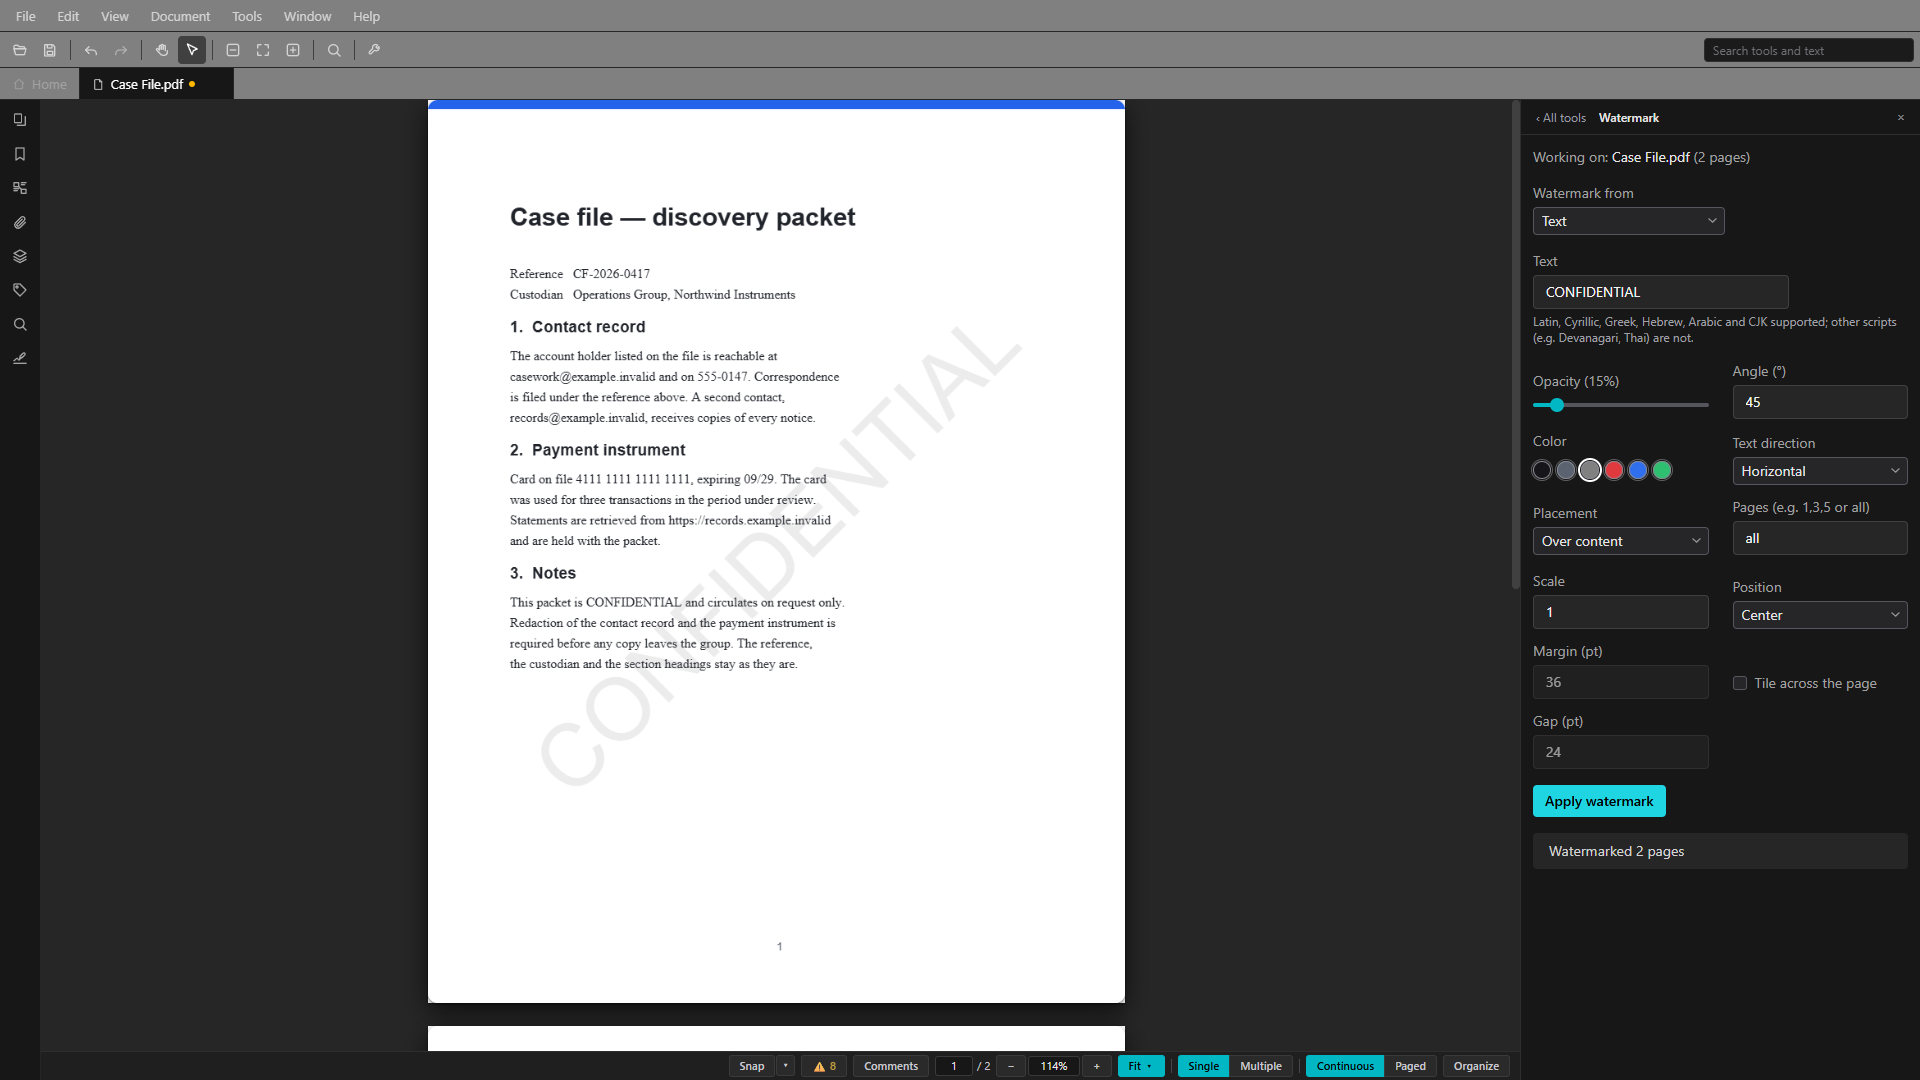 File Edit View Document Tools Window Help
Search tools and text
Home Case File.pdf
Case file — discovery packet
Reference CF-2026-0417
Custodian Operations Group, Northwind Instruments
1. Contact record
The account holder listed on the file is reachable at
casework@example.invalid and on 555-0147. Correspondence
is filed under the reference above. A second contact,
records@example.invalid, receives copies of every notice.
2. Payment instrument
Card on file 4111 1111 1111 1111, expiring 09/29. The card
was used for three transactions in the period under review.
Statements are retrieved from https://records.example.invalid
and are held with the packet.
3. Notes
This packet is CONFIDENTIAL and circulates on request only.
Redaction of the contact record and the payment instrument is
required before any copy leaves the group. The reference,
the custodian and the section headings stay as they are.
CONFIDENTIAL
1
‹ All tools Watermark ×
Working on: Case File.pdf (2 pages)
Watermark from
Text
Text
CONFIDENTIAL
Latin, Cyrillic, Greek, Hebrew, Arabic and CJK supported; other scripts
(e.g. Devanagari, Thai) are not.
Opacity (15%)
Angle (°)
45
Color
Text direction
Horizontal
Placement
Over content
Pages (e.g. 1,3,5 or all)
all
Scale
1
Position
Center
Margin (pt)
36
Tile across the page
Gap (pt)
24
Apply watermark
Watermarked 2 pages
Snap 8 Comments 1 / 2 − 114% + Fit Single Multiple Continuous Paged Organize